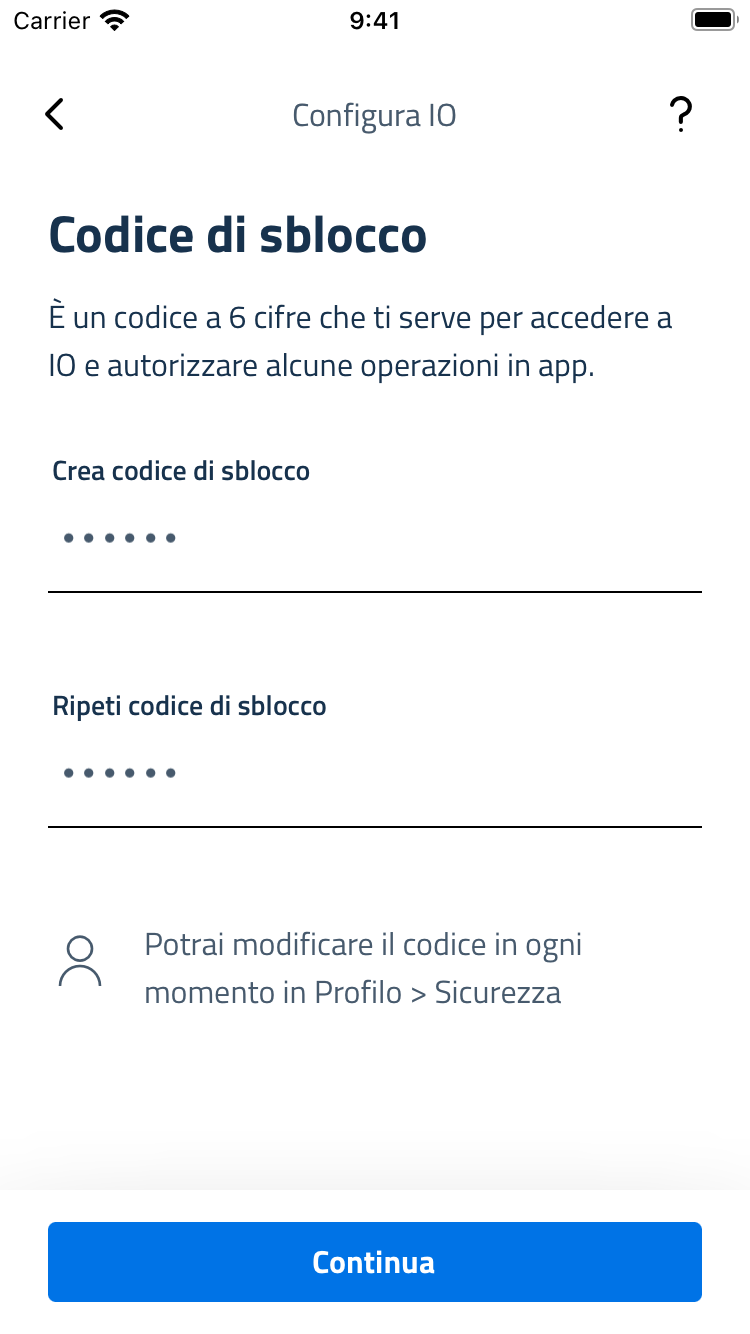 Carrier 9:41
Configura IO ?
Codice di sblocco
È un codice a 6 cifre che ti serve per accedere a
IO e autorizzare alcune operazioni in app.
Crea codice di sblocco
••••••
Ripeti codice di sblocco
••••••
Potrai modificare il codice in ogni
momento in Profilo > Sicurezza
Continua